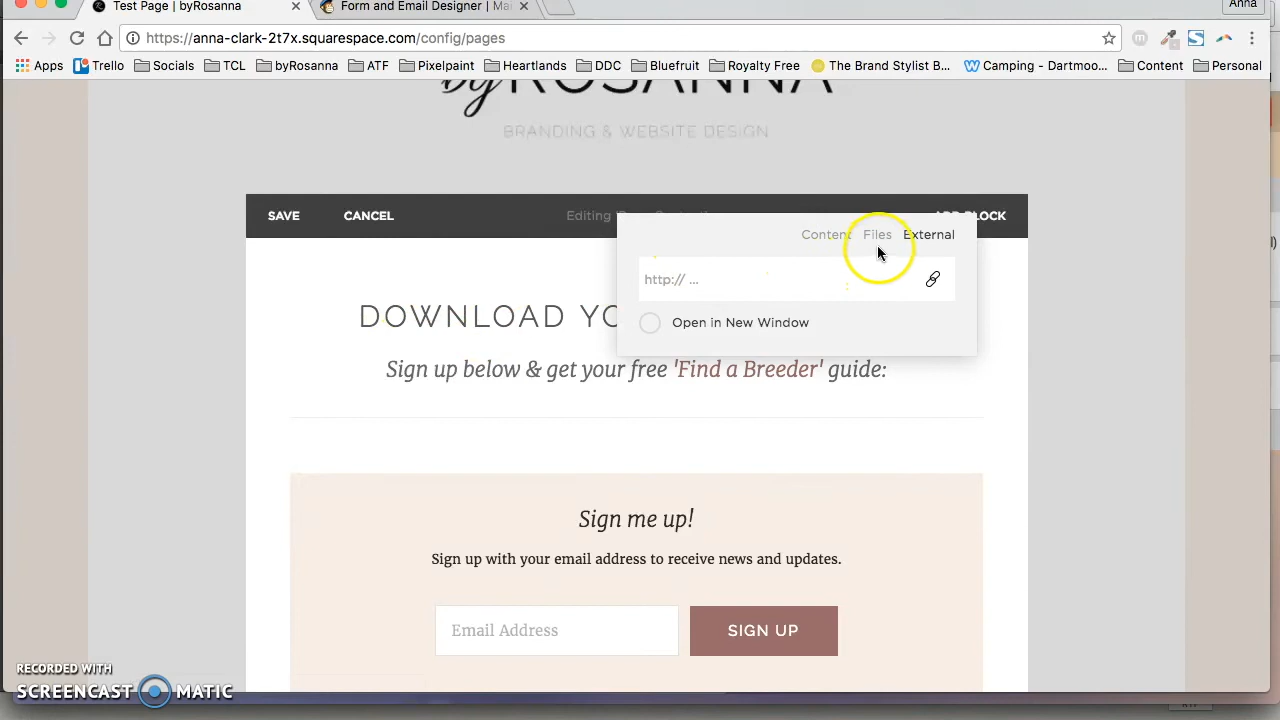 Test Page | byRosanna
Form and Email Designer | Mai
Anna
https://anna-clark-2t7x.squarespace.com/config/pages
Apps Trello Socials TCL byRosanna ATF Pixelpaint Heartlands DDC Bluefruit Royalty Free The Brand Stylist B... Camping - Dartmoo... Content Personal
byROSANNA
BRANDING & WEBSITE DESIGN
SAVE CANCEL Editing BLOCK
Content Files External
http:// ...
Open in New Window
DOWNLOAD YO
Sign up below & get your free 'Find a Breeder' guide:
Sign me up!
Sign up with your email address to receive news and updates.
Email Address SIGN UP
RECORDED WITH
SCREENCAST MATIC